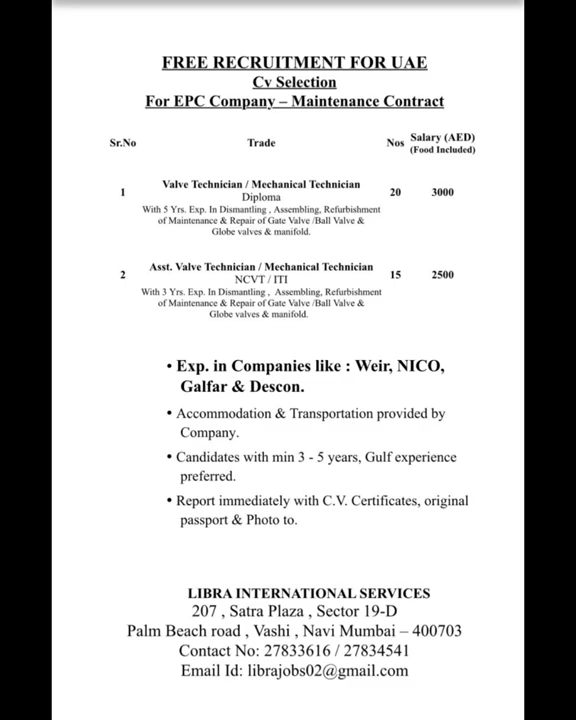 FREE RECRUITMENT FOR UAE
Cv Selection
For EPC Company – Maintenance Contract
Sr.No Trade Nos Salary (AED)
(Food Included)
1 Valve Technician / Mechanical Technician 20 3000
Diploma
With 5 Yrs. Exp. In Dismantling , Assembling, Refurbishment
of Maintenance & Repair of Gate Valve /Ball Valve &
Globe valves & manifold.
2 Asst. Valve Technician / Mechanical Technician 15 2500
NCVT / ITI
With 3 Yrs. Exp. In Dismantling , Assembling, Refurbishment
of Maintenance & Repair of Gate Valve /Ball Valve &
Globe valves & manifold.
• Exp. in Companies like : Weir, NICO,
Galfar & Descon.
• Accommodation & Transportation provided by
Company.
• Candidates with min 3 - 5 years, Gulf experience
preferred.
• Report immediately with C.V. Certificates, original
passport & Photo to.
LIBRA INTERNATIONAL SERVICES
207 , Satra Plaza , Sector 19-D
Palm Beach road , Vashi , Navi Mumbai – 400703
Contact No: 27833616 / 27834541
Email Id: librajobs02@gmail.com